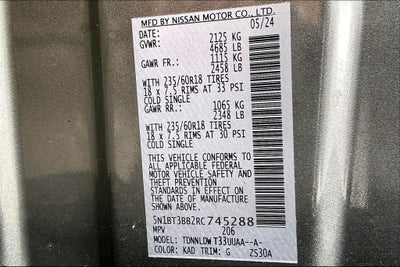 MFD BY NISSAN MOTOR CO., LTD.
DATE: 05/24
GVWR: 2125 KG
4685 LB
GAWR FR.: 1115 KG
2458 LB
WITH 235/60R18 TIRES
18 x 7.5 RIMS AT 33 PSI
COLD SINGLE
GAWR RR.: 1065 KG
2348 LB
WITH 235/60R18 TIRES
18 x 7.5 RIMS AT 30 PSI
COLD SINGLE
THIS VEHICLE CONFORMS TO
ALL APPLICABLE FEDERAL
MOTOR VEHICLE SAFETY AND
THEFT PREVENTION
STANDARDS IN EFFECT ON
THE DATE OF MANUFACTURE
SHOWN ABOVE.
5N1BT3BB2RC745288
MPV 206
MODEL: TDNNLDWT33UUAA--A-
COLOR: KAD TRIM: G ZS30A